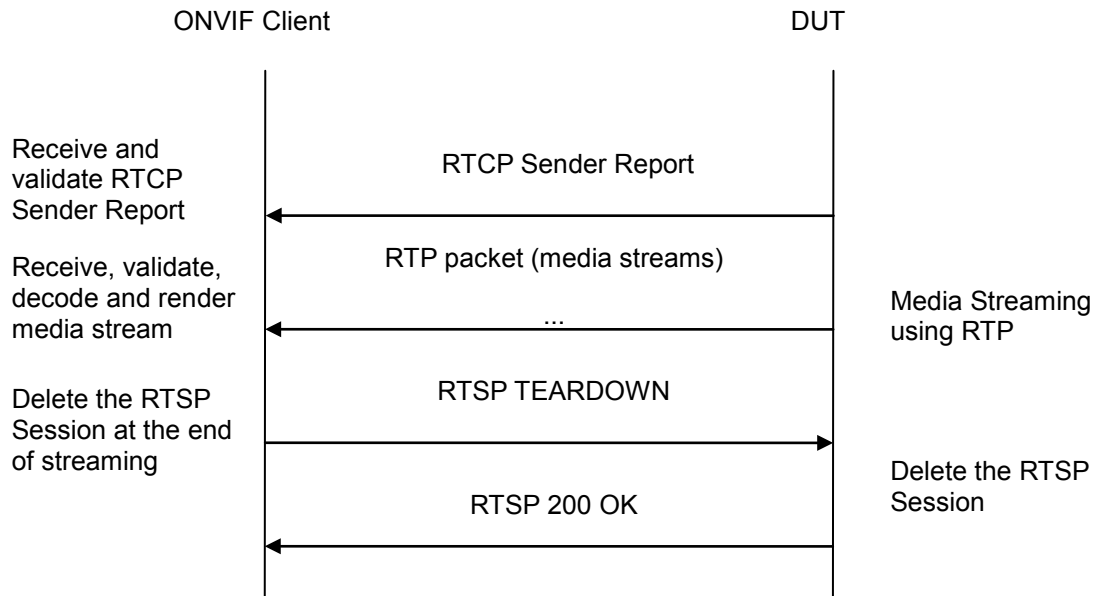 ONVIF Client
DUT
Receive and
validate RTCP
Sender Report
RTCP Sender Report
RTP packet (media streams)
Receive, validate,
decode and render
media stream
...
Media Streaming
using RTP
RTSP TEARDOWN
Delete the RTSP
Session at the end
of streaming
Delete the RTSP
Session
RTSP 200 OK